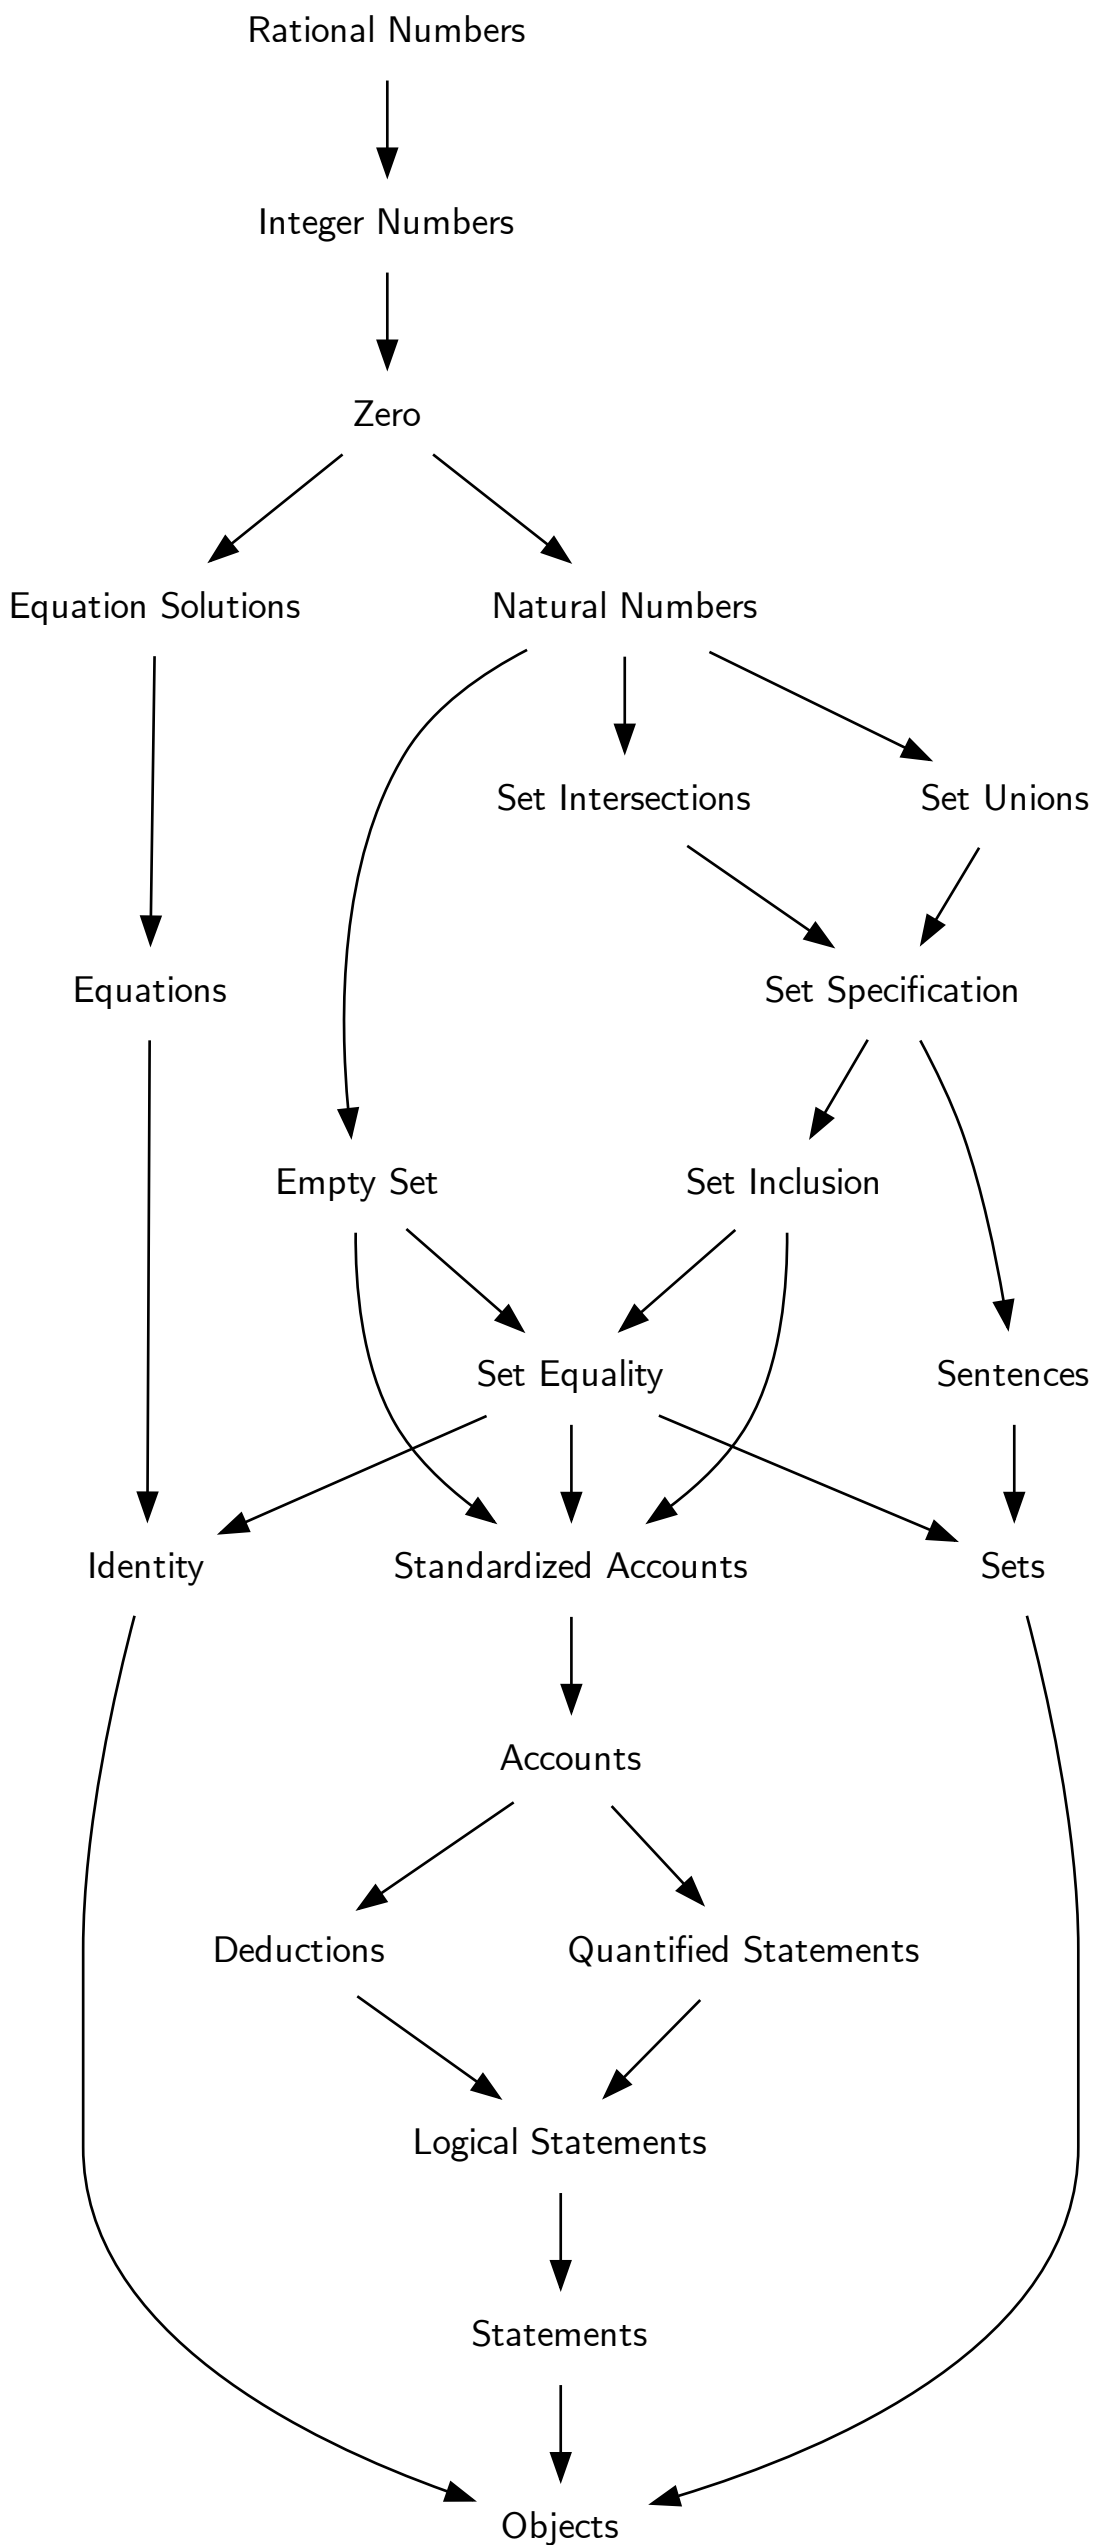 Rational Numbers
Integer Numbers
Zero
Equation Solutions
Natural Numbers
Set Intersections
Set Unions
Equations
Set Specification
Empty Set
Set Inclusion
Set Equality
Sentences
Identity
Standardized Accounts
Sets
Accounts
Deductions
Quantified Statements
Logical Statements
Statements
Objects